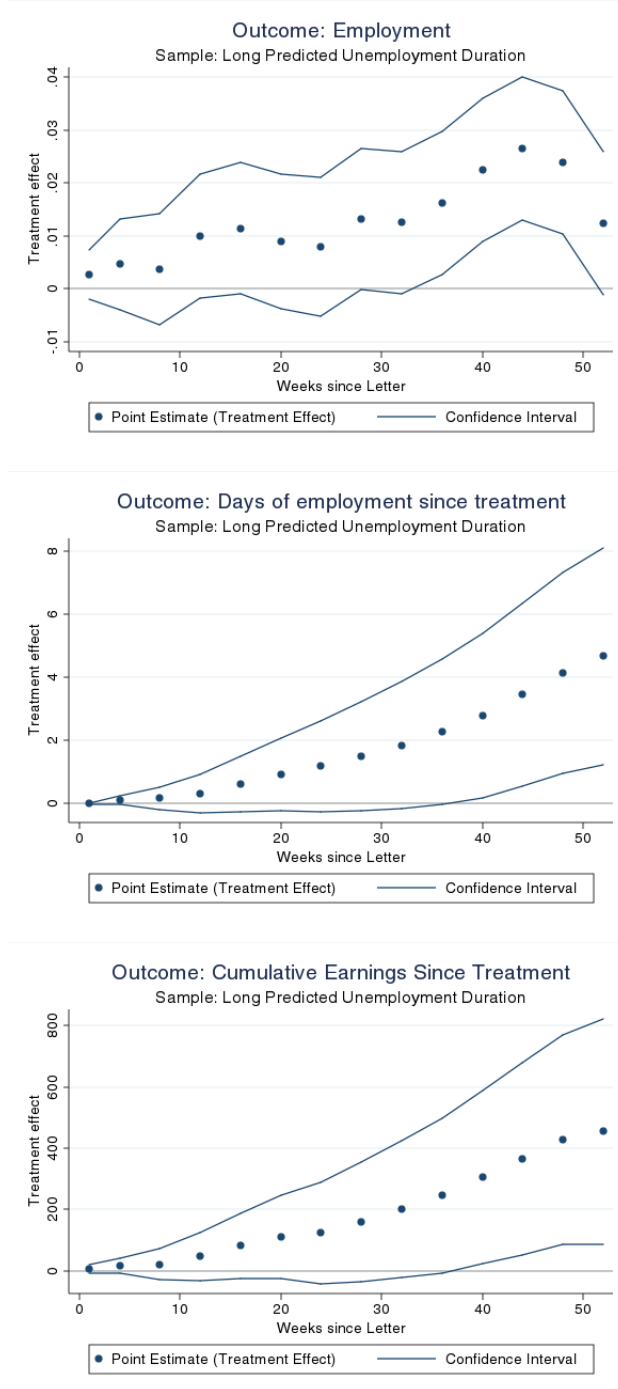 Outcome: Employment
Sample: Long Predicted Unemployment Duration
Treatment effect
.04
.03
.02
.01
0
-.01
0 10 20 30 40 50
Weeks since Letter
Point Estimate (Treatment Effect) Confidence Interval
Outcome: Days of employment since treatment
Sample: Long Predicted Unemployment Duration
Treatment effect
8
6
4
2
0
0 10 20 30 40 50
Weeks since Letter
Point Estimate (Treatment Effect) Confidence Interval
Outcome: Cumulative Earnings Since Treatment
Sample: Long Predicted Unemployment Duration
Treatment effect
800
600
400
200
0
0 10 20 30 40 50
Weeks since Letter
Point Estimate (Treatment Effect) Confidence Interval